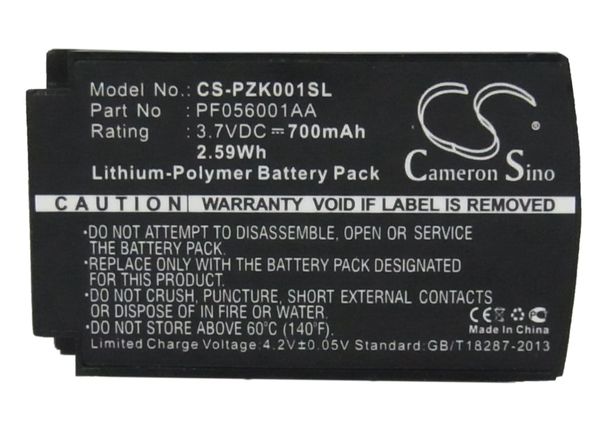 Model No.: CS-PZK001SL
Part No : PF056001AA
Rating : 3.7VDC ⎓ 700mAh
2.59Wh
Lithium-Polymer Battery Pack
CS
Cameron Sino
CAUTION WARRANTY VOID IF LABEL IS REMOVED
-DO NOT ATTEMPT TO DISASSEMBLE, OPEN OR SERVICE
THE BATTERY PACK.
-REPLACE WITH THE BATTERY PACK DESIGNATED
FOR THIS PRODUCT.
-DO NOT CRUSH, PUNCTURE, SHORT EXTERNAL CONTACTS
OR DISPOSE OF IN FIRE OR WATER
-DO NOT STORE ABOVE 60℃ (140℉).
Limited Charge Voltage:4.2V±0.05V Standard:GB/T18287-2013
CE
Made In China